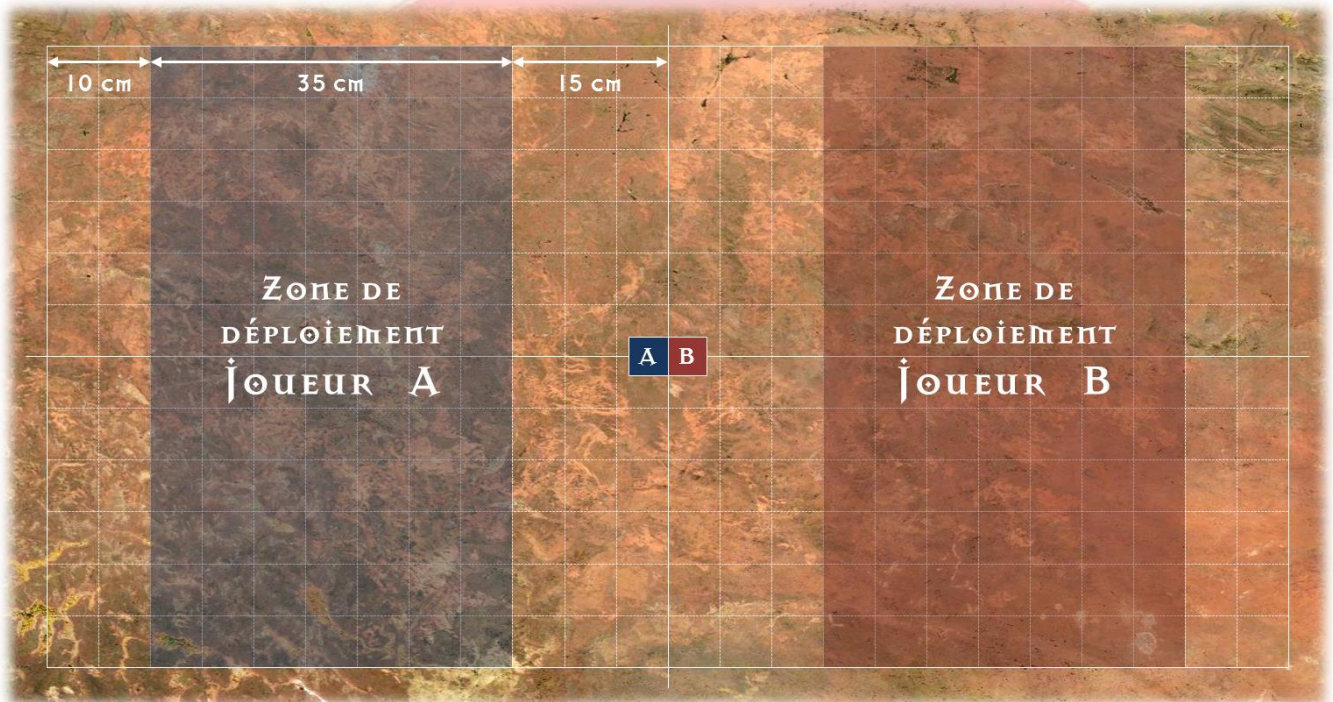 10 cm 35 cm 15 cm
Zone de
déploiement
Joueur A
A B
Zone de
déploiement
Joueur B